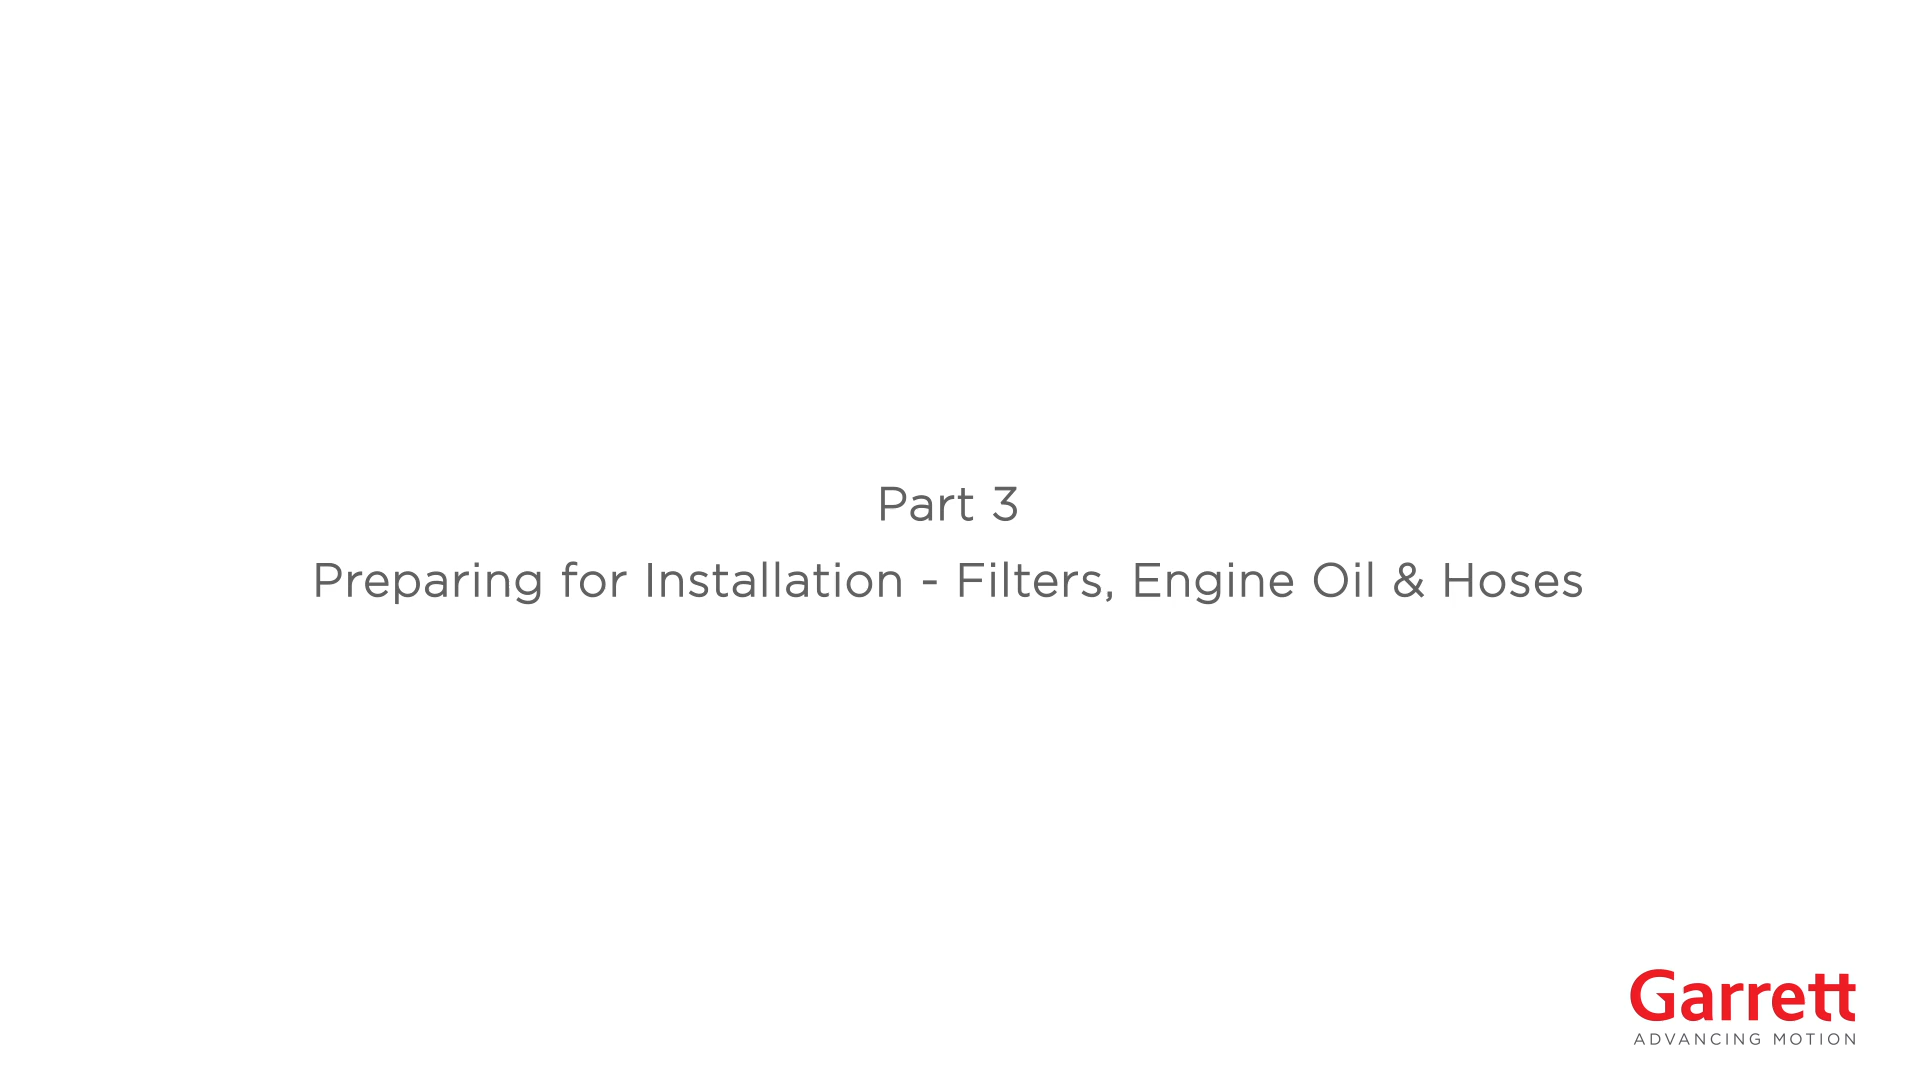 Part 3
Preparing for Installation - Filters, Engine Oil & Hoses
Garrett
ADVANCING MOTION